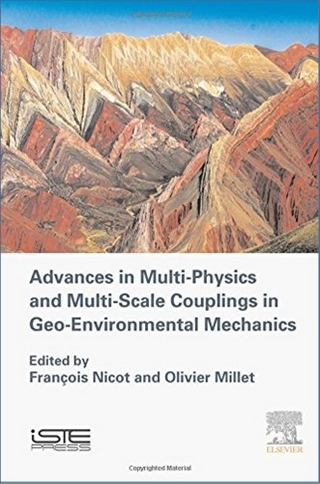 Advances in Multi-Physics
and Multi-Scale Couplings in
Geo-Environmental Mechanics
Edited by
François Nicot and Olivier Millet
iSTE
PRESS
ELSEVIER
Copyrighted Material